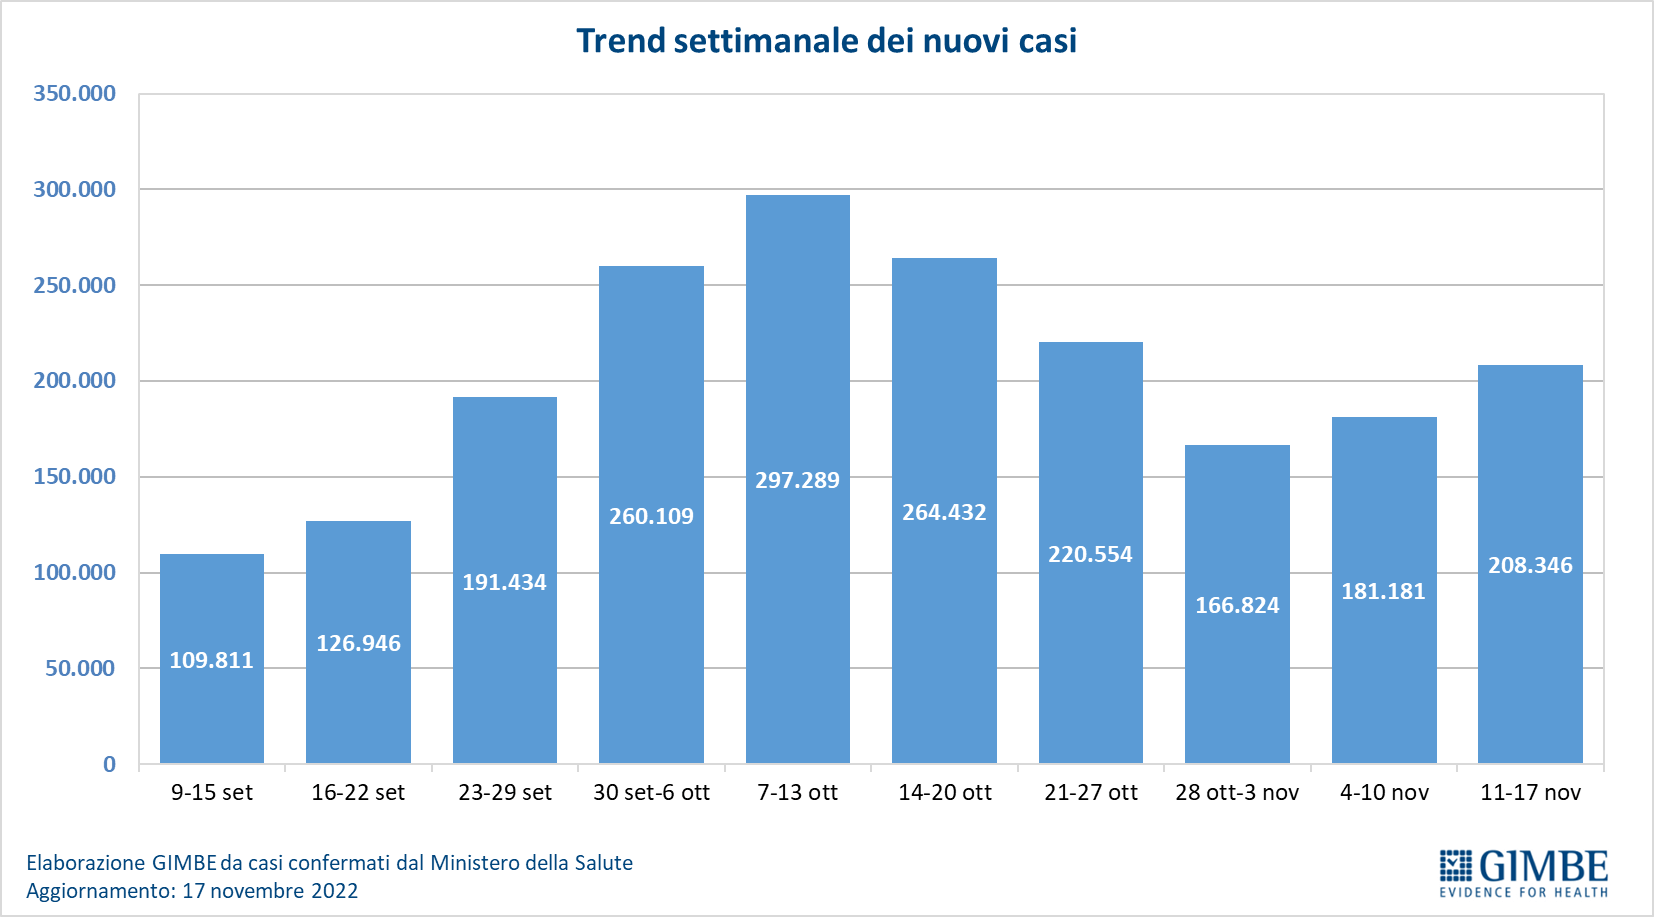 Trend settimanale dei nuovi casi
350.000
300.000
250.000
200.000
150.000
100.000
50.000
0
109.811
126.946
191.434
260.109
297.289
264.432
220.554
166.824
181.181
208.346
9-15 set
16-22 set
23-29 set
30 set-6 ott
7-13 ott
14-20 ott
21-27 ott
28 ott-3 nov
4-10 nov
11-17 nov
Elaborazione GIMBE da casi confermati dal Ministero della Salute
Aggiornamento: 17 novembre 2022
GIMBE
EVIDENCE FOR HEALTH